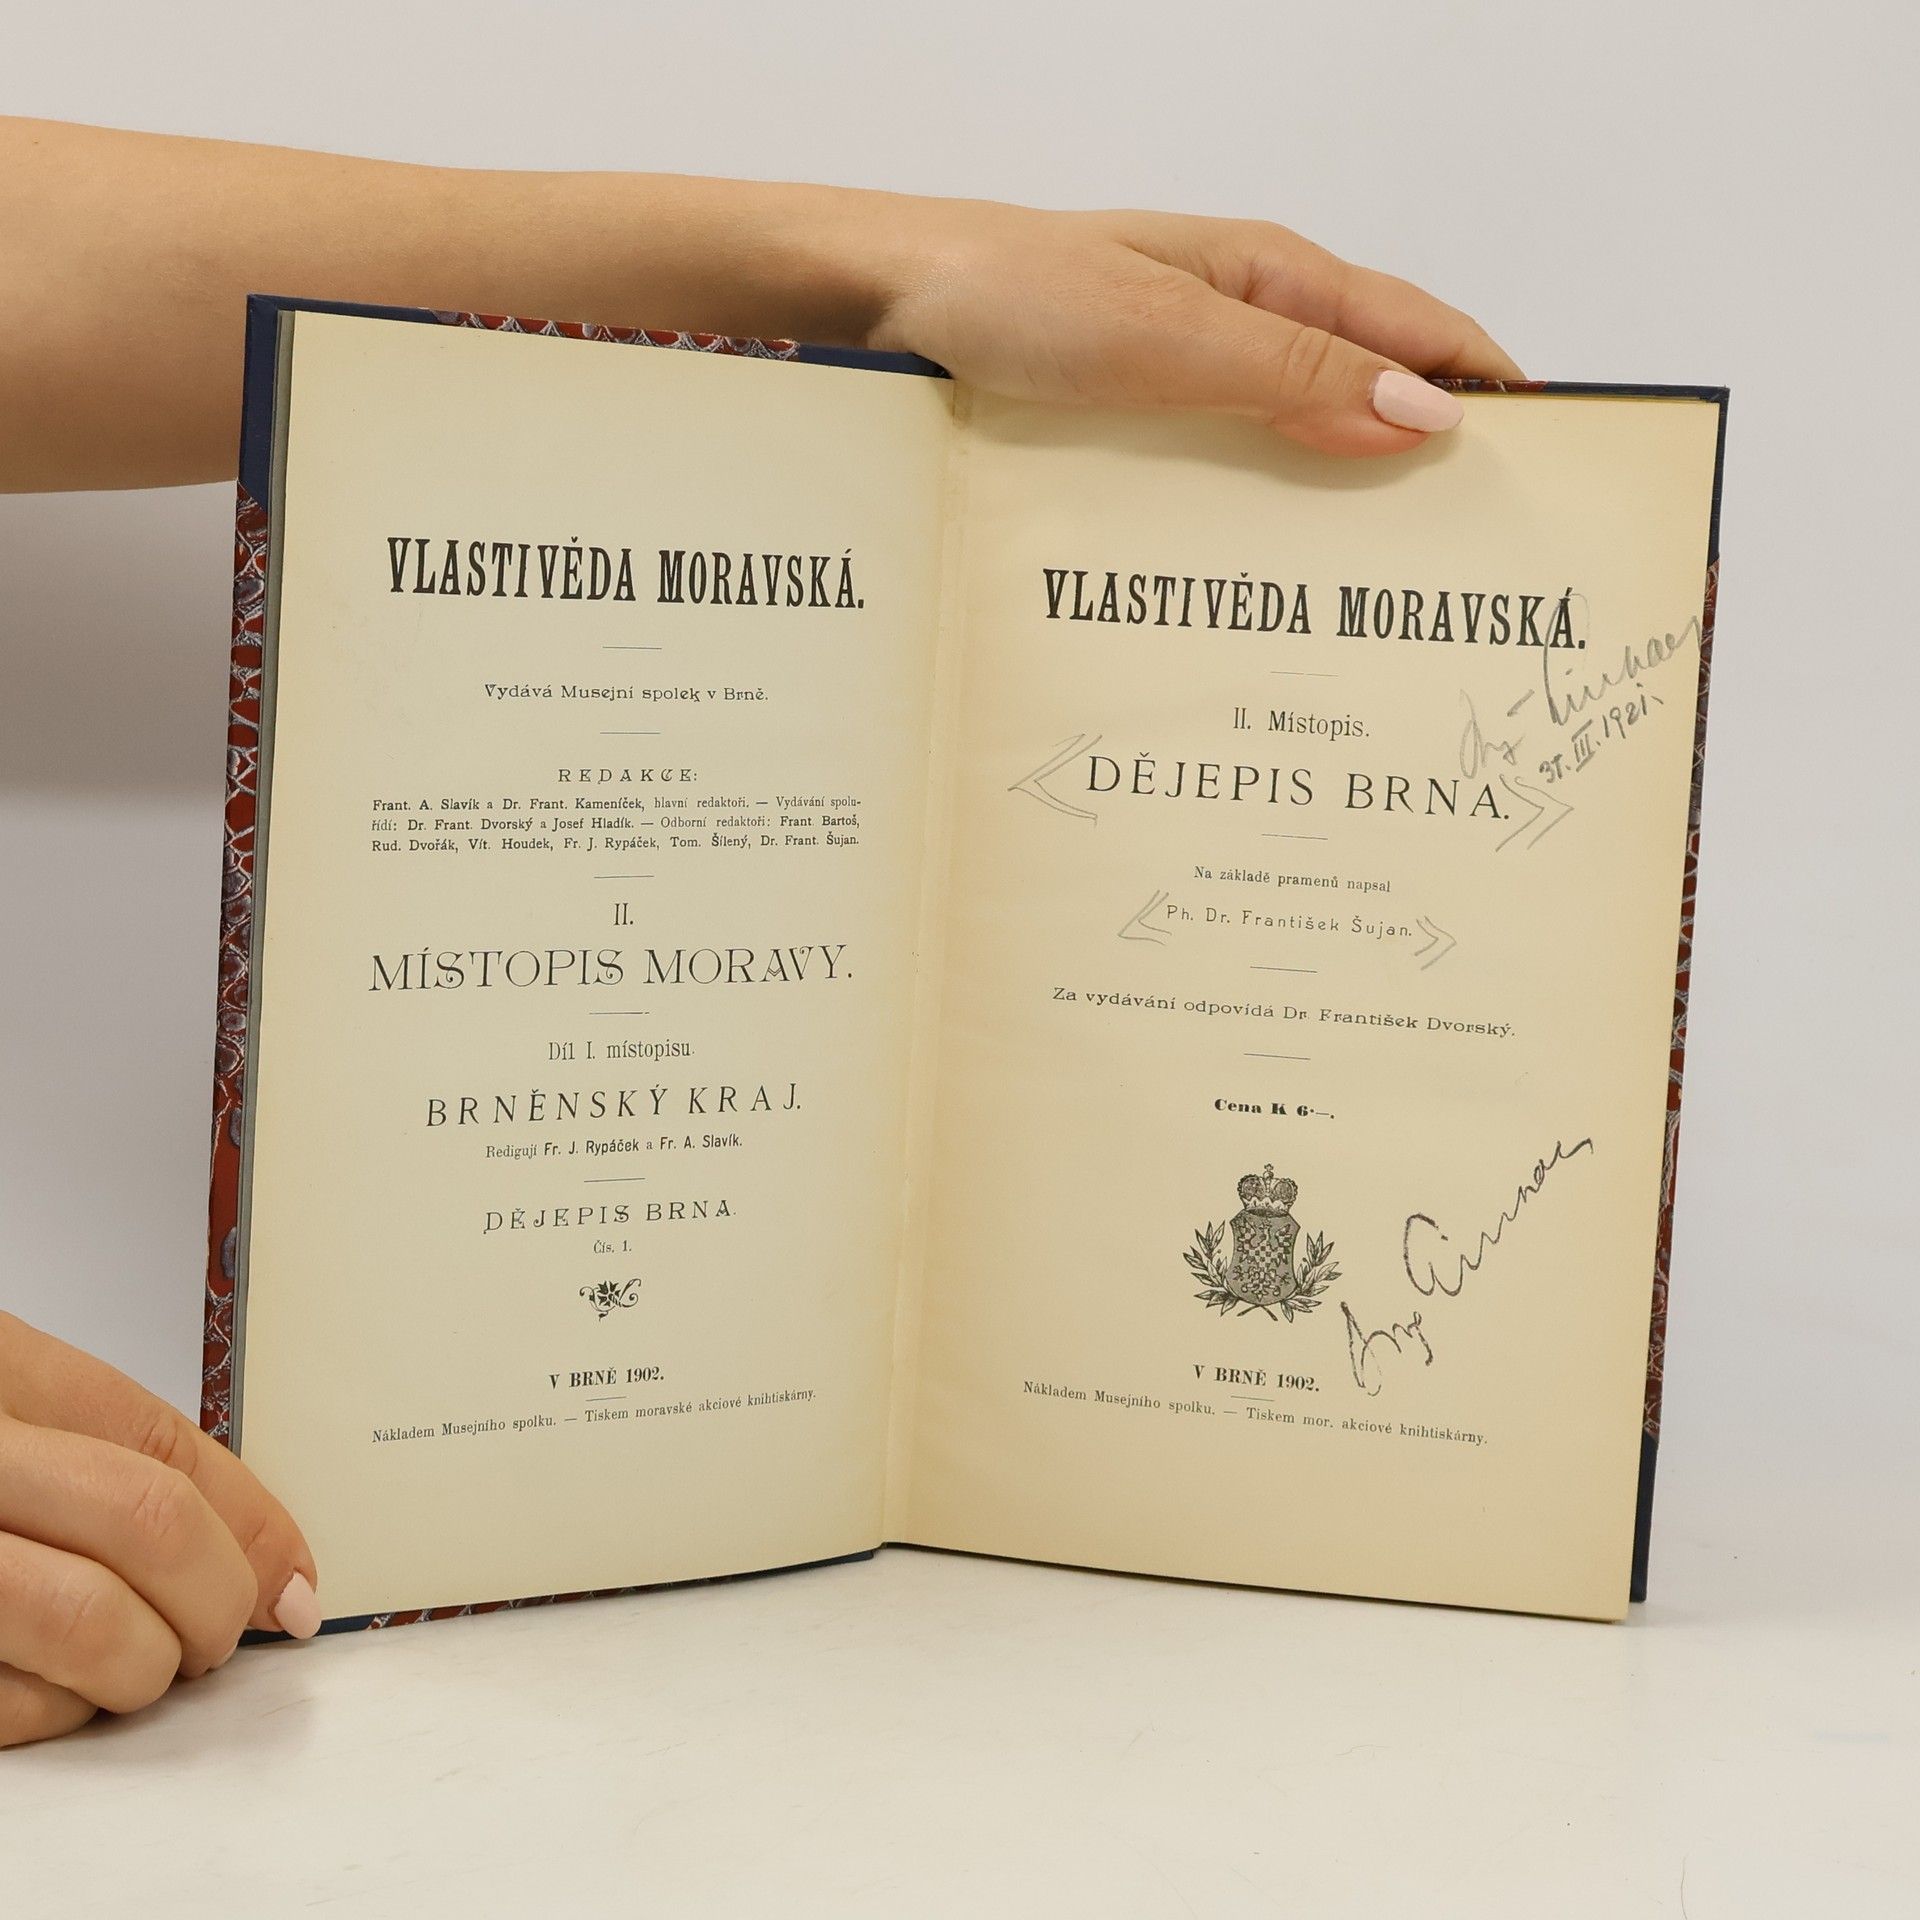 VLASTIVĚDA MORAVSKÁ.
Vydává Musejní spolek v Brně.
REDAKCE:
Frant. A. Slavík a Dr. Frant. Kameníček, hlavní redaktoři. — Vydávání spolu-
řídí: Dr. Frant. Dvorský a Josef Hladík. — Odborní redaktoři: Frant. Bartoš,
Rud. Dvořák, Vít. Houdek, Fr. J. Rypáček, Tom. Šílený, Dr. Frant. Šujan.
II.
MÍSTOPIS MORAVY.
Díl I. místopisu.
BRNĚNSKÝ KRAJ.
Redigují Fr. J. Rypáček a Fr. A. Slavík.
DĚJEPIS BRNA.
Čís. 1.
V BRNĚ 1902.
Nákladem Musejního spolku. — Tiskem moravské akciové knihtiskárny.
VLASTIVĚDA MORAVSKÁ.
31. III. 1921.
II. Místopis.
DĚJEPIS BRNA.
Na základě pramenů napsal
Ph. Dr. František Šujan.
Za vydávání odpovídá Dr. František Dvorský.
Cena K 6·—.
V BRNĚ 1902.
Nákladem Musejního spolku. — Tiskem mor. akciové knihtiskárny.